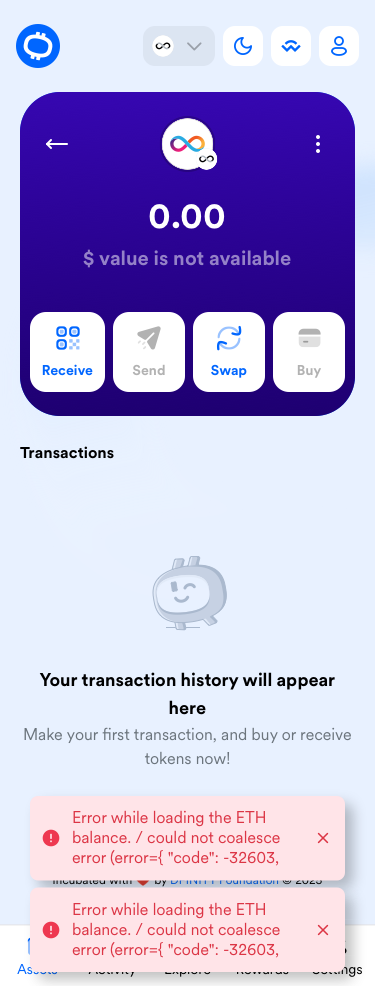 0.00
$ value is not available
Receive
Send
Swap
Buy
Transactions
Your transaction history will appear
here
Make your first transaction, and buy or receive
tokens now!
Error while loading the ETH
balance. / could not coalesce
error (error={ "code": -32603,
Incubated with ❤️ by DFINITY Foundation © 2025
Error while loading the ETH
balance. / could not coalesce
error (error={ "code": -32603,
Assets
Activity
Explore
Rewards
Settings